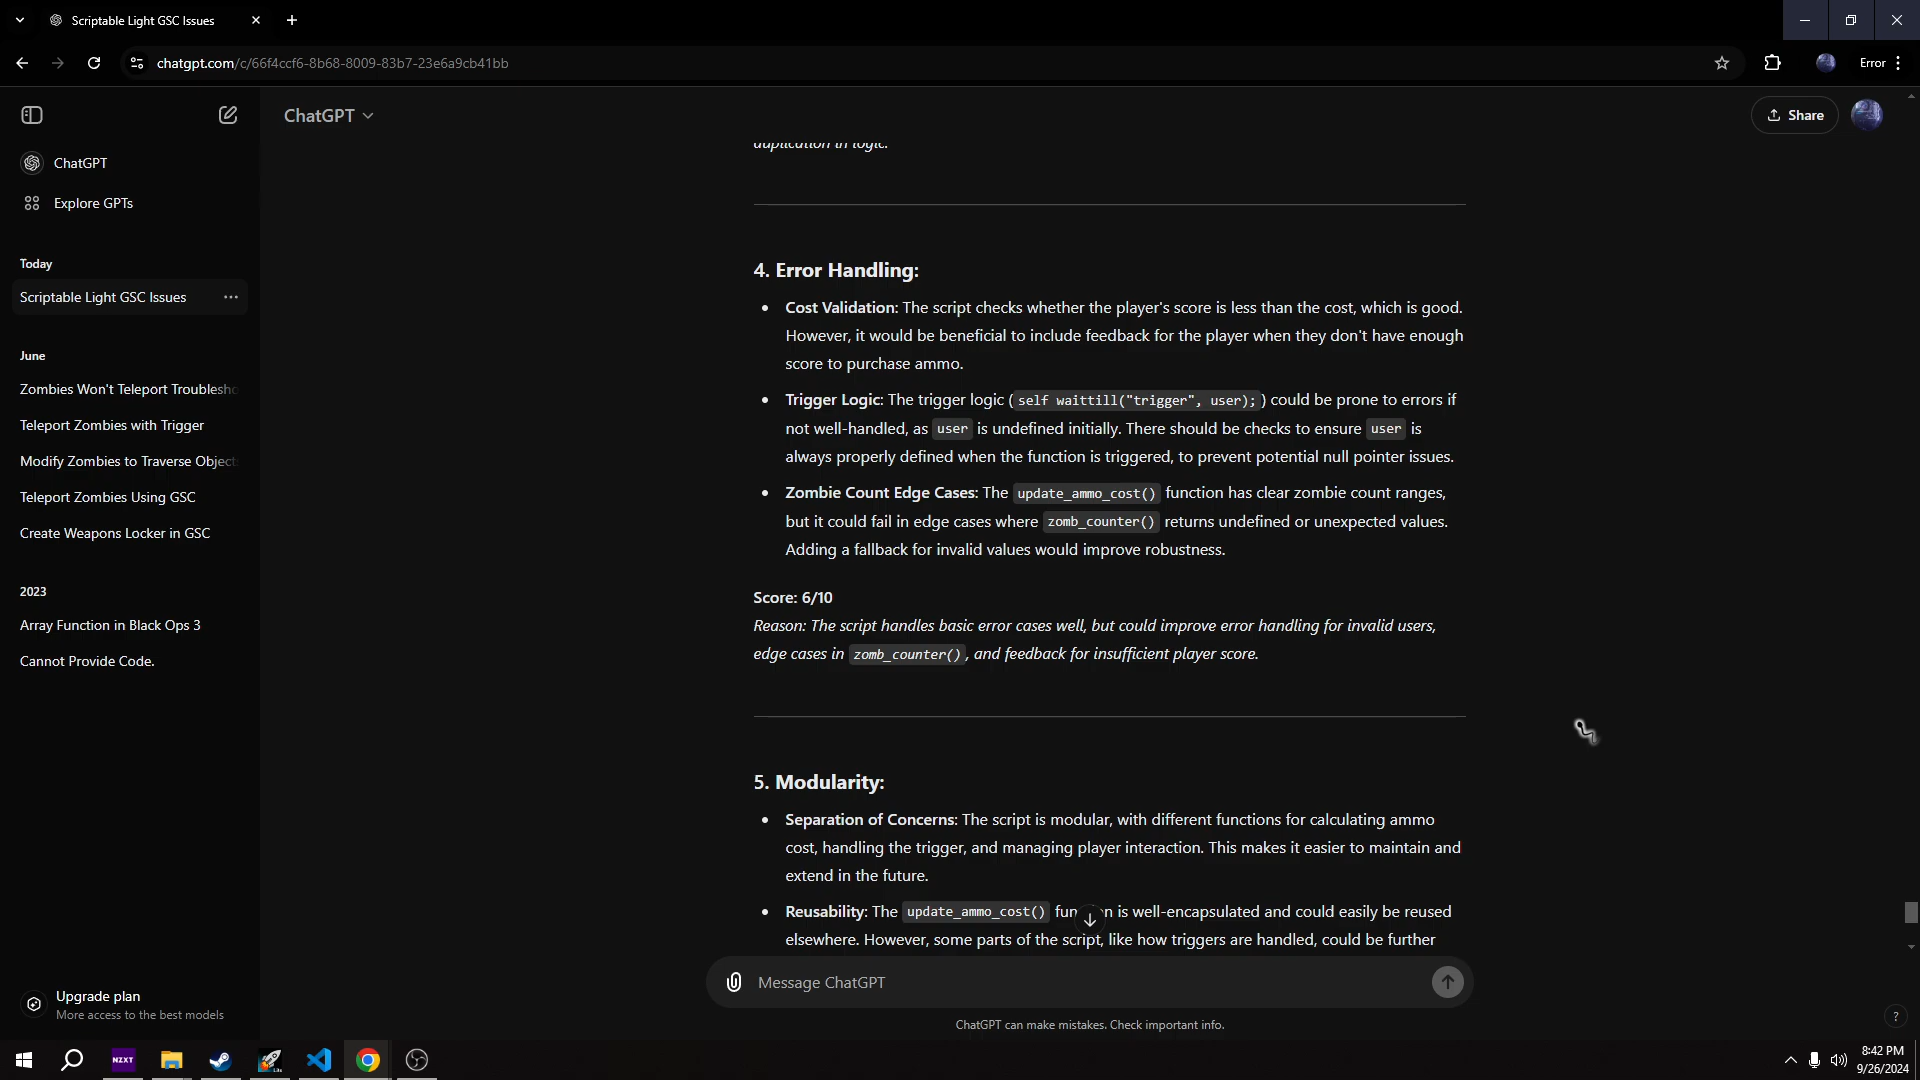 Scriptable Light GSC Issues
chatgpt.com/c/66f4ccf6-8b68-8009-83b7-23e6a9cb41bb
Error
ChatGPT
Share
ChatGPT
Explore GPTs
Today
Scriptable Light GSC Issues
June
Zombies Won't Teleport Troublesho
Teleport Zombies with Trigger
Modify Zombies to Traverse Object
Teleport Zombies Using GSC
Create Weapons Locker in GSC
2023
Array Function in Black Ops 3
Cannot Provide Code.
Upgrade plan
More access to the best models
duplication in logic.
4. Error Handling:
• Cost Validation: The script checks whether the player's score is less than the cost, which is good.
However, it would be beneficial to include feedback for the player when they don't have enough
score to purchase ammo.
• Trigger Logic: The trigger logic ( self waittill("trigger", user); ) could be prone to errors if
not well-handled, as user is undefined initially. There should be checks to ensure user is
always properly defined when the function is triggered, to prevent potential null pointer issues.
• Zombie Count Edge Cases: The update_ammo_cost() function has clear zombie count ranges,
but it could fail in edge cases where zomb_counter() returns undefined or unexpected values.
Adding a fallback for invalid values would improve robustness.
Score: 6/10
Reason: The script handles basic error cases well, but could improve error handling for invalid users,
edge cases in zomb_counter() , and feedback for insufficient player score.
5. Modularity:
• Separation of Concerns: The script is modular, with different functions for calculating ammo
cost, handling the trigger, and managing player interaction. This makes it easier to maintain and
extend in the future.
• Reusability: The update_ammo_cost() function is well-encapsulated and could easily be reused
elsewhere. However, some parts of the script, like how triggers are handled, could be further
Message ChatGPT
ChatGPT can make mistakes. Check important info.
?
NZXT
Lite
8:42 PM
9/26/2024